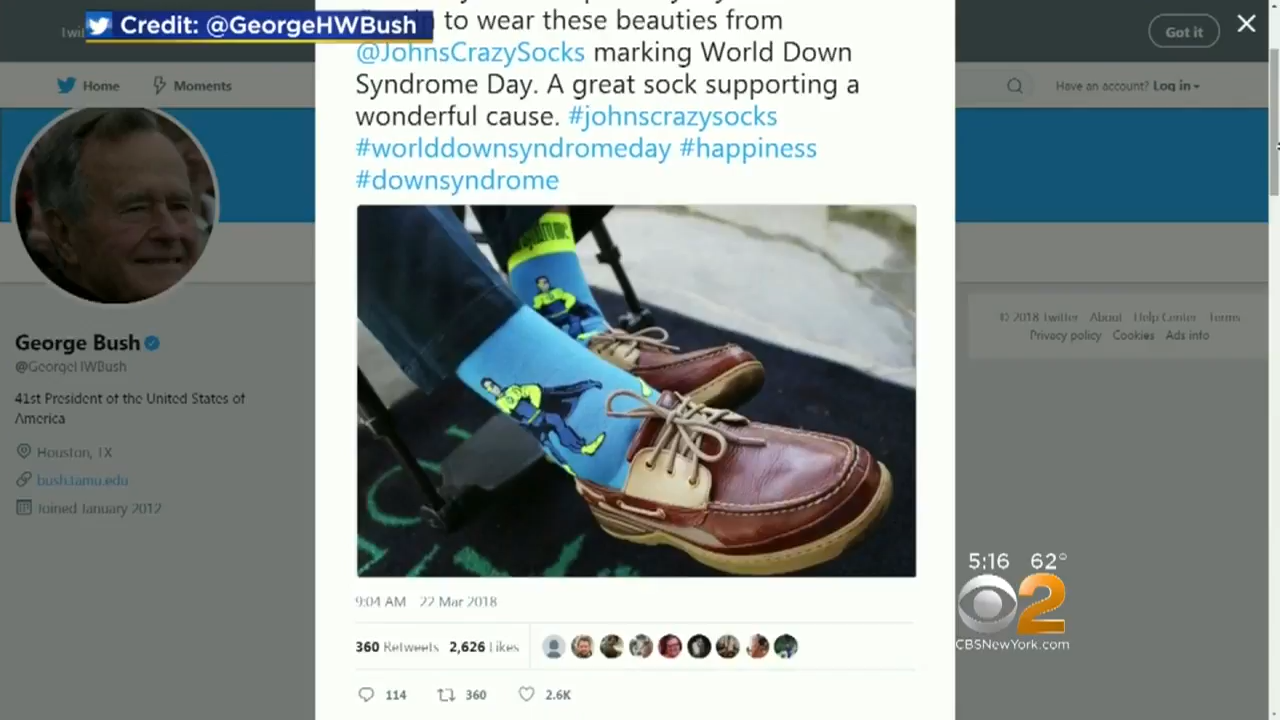 Credit: @GeorgeHWBush
to wear these beauties from
@JohnsCrazySocks marking World Down
Syndrome Day. A great sock supporting a
wonderful cause. #johnscrazysocks
#worlddownsyndromeday #happiness
#downsyndrome
Got it
Home Moments
Have an account? Log in
George Bush
@GeorgeHWBush
41st President of the United States of
America
Houston, TX
bush.tamu.edu
Joined January 2012
© 2018 Twitter About Help Center Terms
Privacy policy Cookies Ads info
9:04 AM 22 Mar 2018
360 Retweets 2,626 Likes
114 360 2.6K
5:16 62°
2
CBSNewYork.com